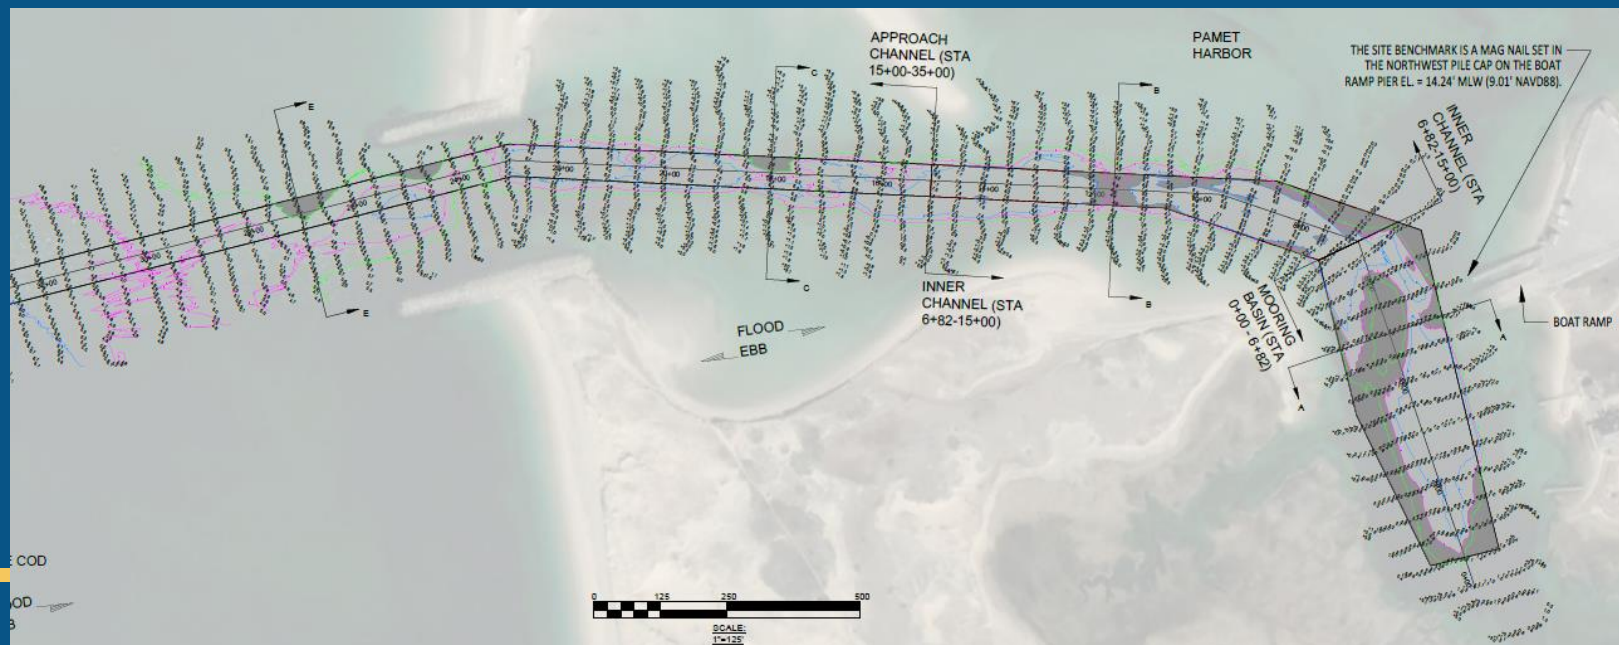 APPROACH
CHANNEL (STA
15+00-35+00)
PAMET
HARBOR
THE SITE BENCHMARK IS A MAG NAIL SET IN
THE NORTHWEST PILE CAP ON THE BOAT
RAMP PIER EL. = 14.24' MLW (9.01' NAVD88).
INNER
CHANNEL (STA
6+82-15+00)
C
B
E
INNER
CHANNEL (STA
6+82-15+00)
C
B
E
MOORING
BASIN (STA
0+00 - 6+82)
A
A
BOAT RAMP
FLOOD
EBB
COD
0 125 250 500
SCALE:
1"=125'